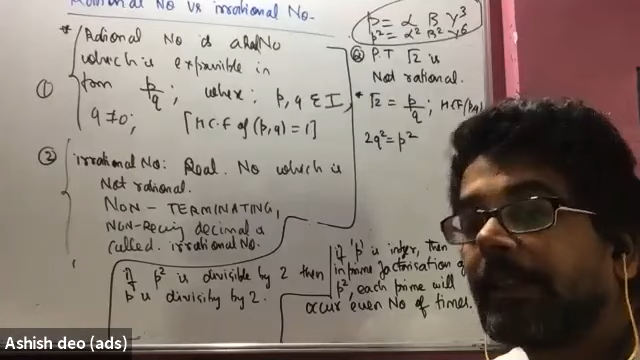 Rational No vs irrational No.
* Rational No is a Real No
which is expressible in
① form p/q ; where : p, q ∈ I,
q ≠ 0; [H.C.F of (p,q) = 1]
② irrational No: Real. No which is
Not rational.
NON - TERMINATING,
NON-Recurring decimal a
called. irrational No.
if p² is divisible by 2 then
p is divisiby by 2.
p = α β γ³
p² = α² β² γ⁶
Q P.T √2 is
Not rational.
* √2 = p/q ; H.C.F (p,q)
2q² = p²
if 'p' is inger, then
in prime factorisation of
p², each prime will
occur even No of times.
Ashish deo (ads)